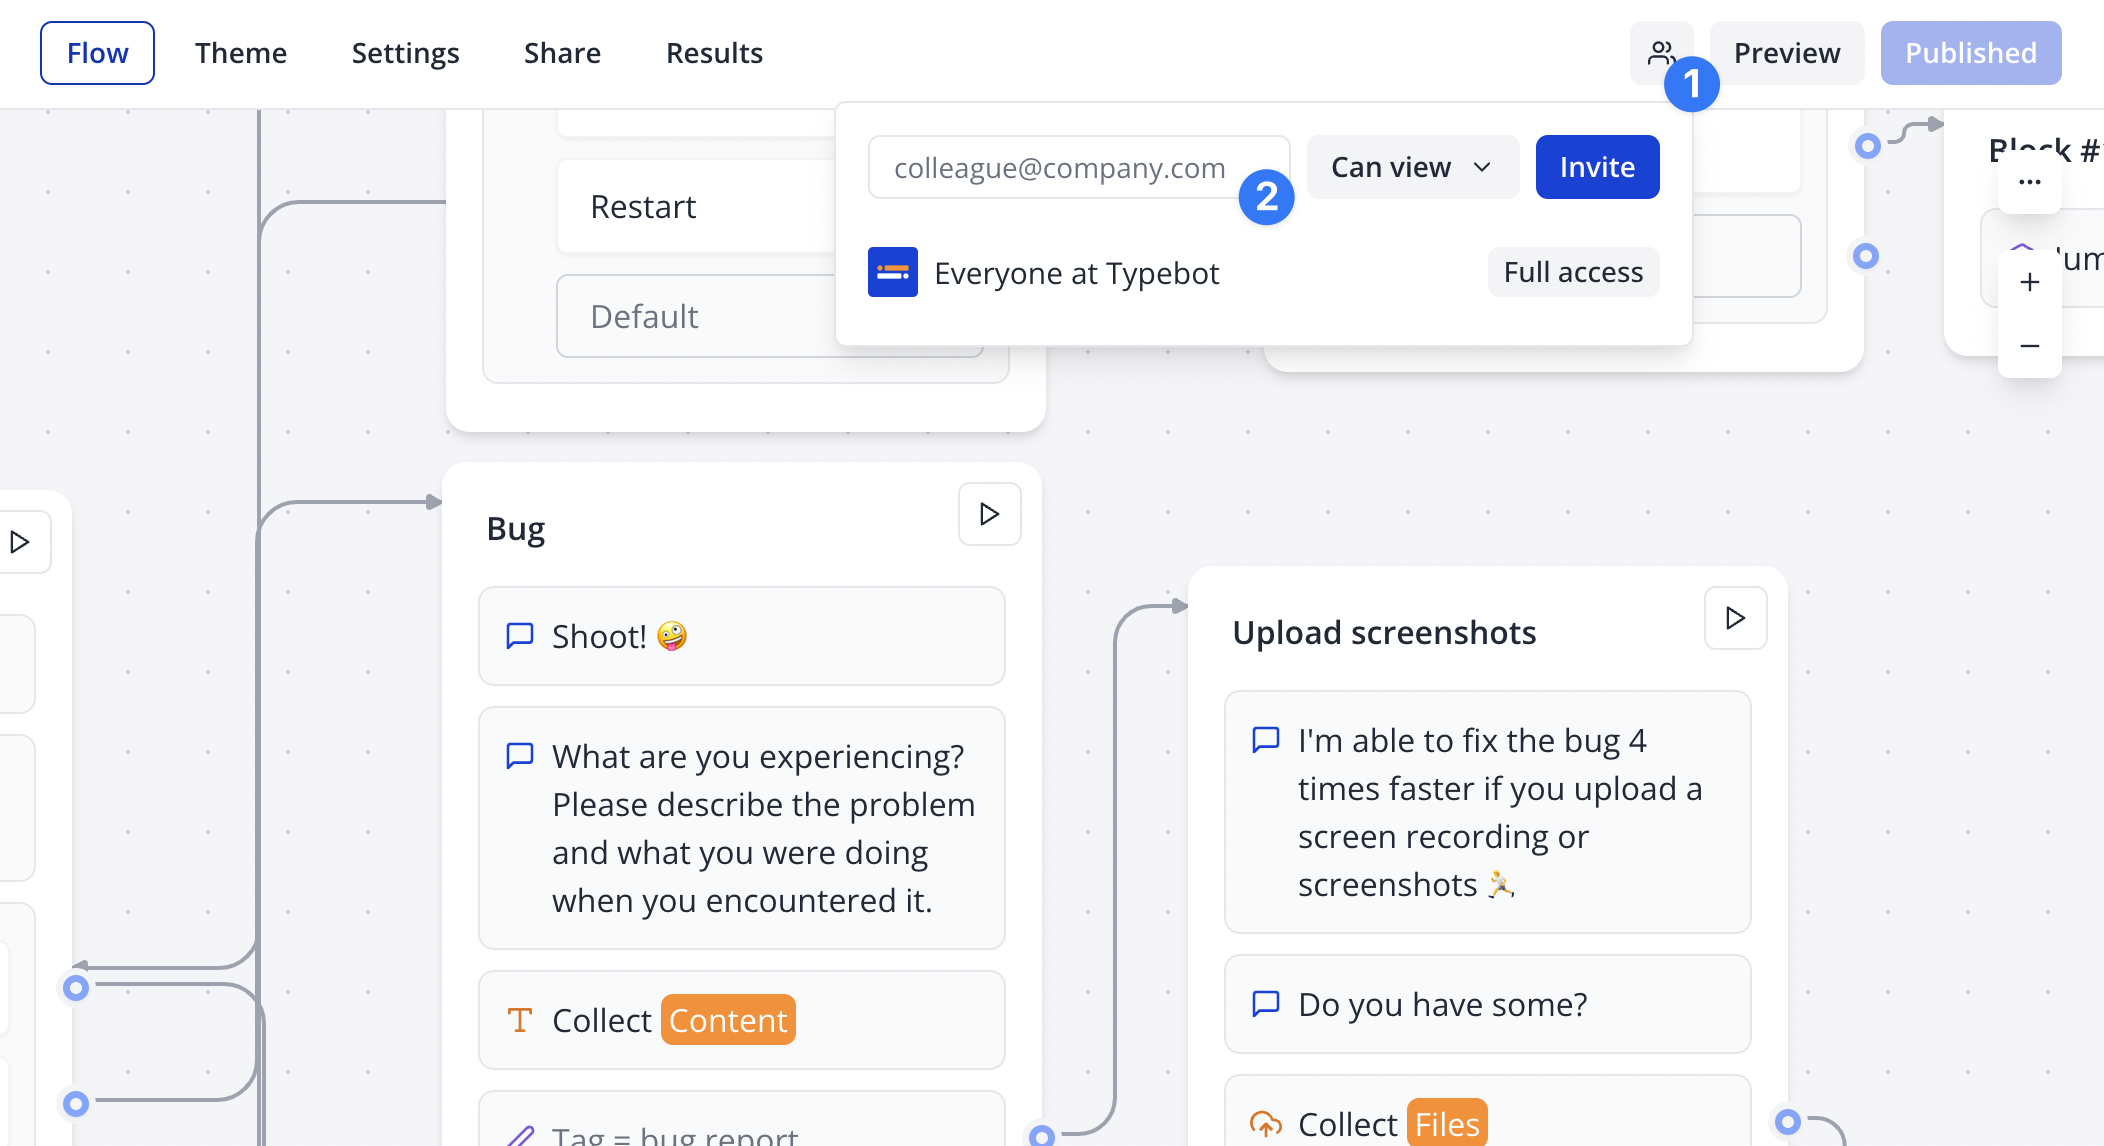 Flow
Theme
Settings
Share
Results
Preview
Published
1
colleague@company.com
Can view
Invite
2
Everyone at Typebot
Full access
Restart
Default
Block #
Bug
Shoot! 🤪
What are you experiencing?
Please describe the problem
and what you were doing
when you encountered it.
Collect Content
Tag = bug report
Upload screenshots
I'm able to fix the bug 4
times faster if you upload a
screen recording or
screenshots 🏃
Do you have some?
Collect Files